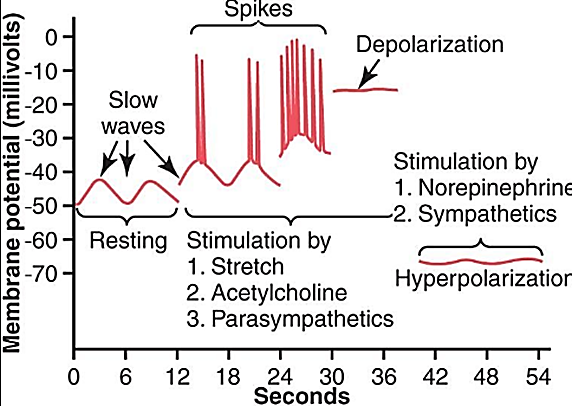 Spikes
Membrane potential (millivolts)
0
-10
-20
-30
-40
-50
-60
-70
Depolarization
Slow
waves
Resting
Stimulation by
1. Stretch
2. Acetylcholine
3. Parasympathetics
Stimulation by
1. Norepinephrine
2. Sympathetics
Hyperpolarization
0 6 12 18 24 30 36 42 48 54
Seconds